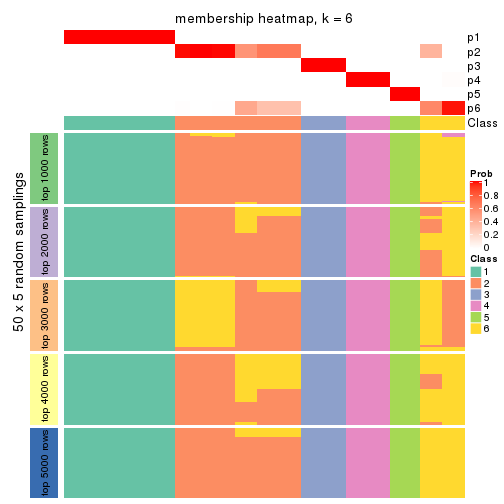 membership heatmap, k = 6
p1
p2
p3
p4
p5
p6
Class
50 x 5 random samplings
top 1000 rows
top 2000 rows
top 3000 rows
top 4000 rows
top 5000 rows
Prob
1
0.8
0.6
0.4
0.2
0
Class
1
2
3
4
5
6